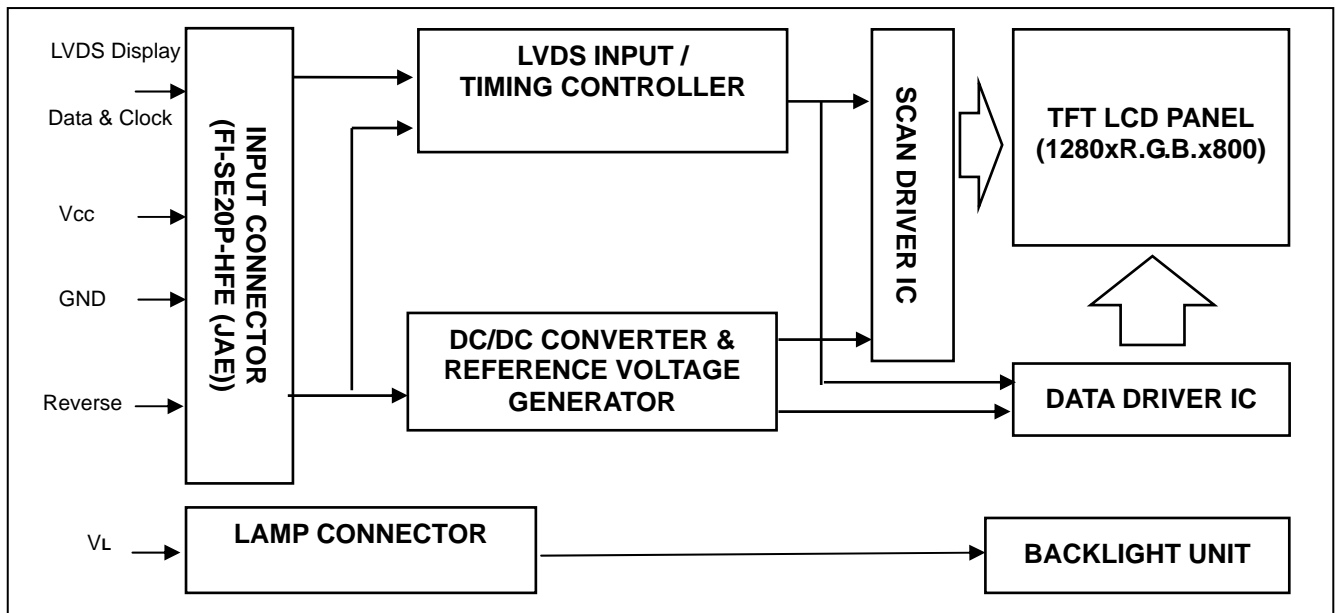 LVDS Display
Data & Clock
Vcc
GND
Reverse
VL
INPUT CONNECTOR
(FI-SE20P-HFE (JAE))
LVDS INPUT /
TIMING CONTROLLER
DC/DC CONVERTER &
REFERENCE VOLTAGE
GENERATOR
SCAN DRIVER IC
TFT LCD PANEL
(1280xR.G.B.x800)
DATA DRIVER IC
LAMP CONNECTOR
BACKLIGHT UNIT